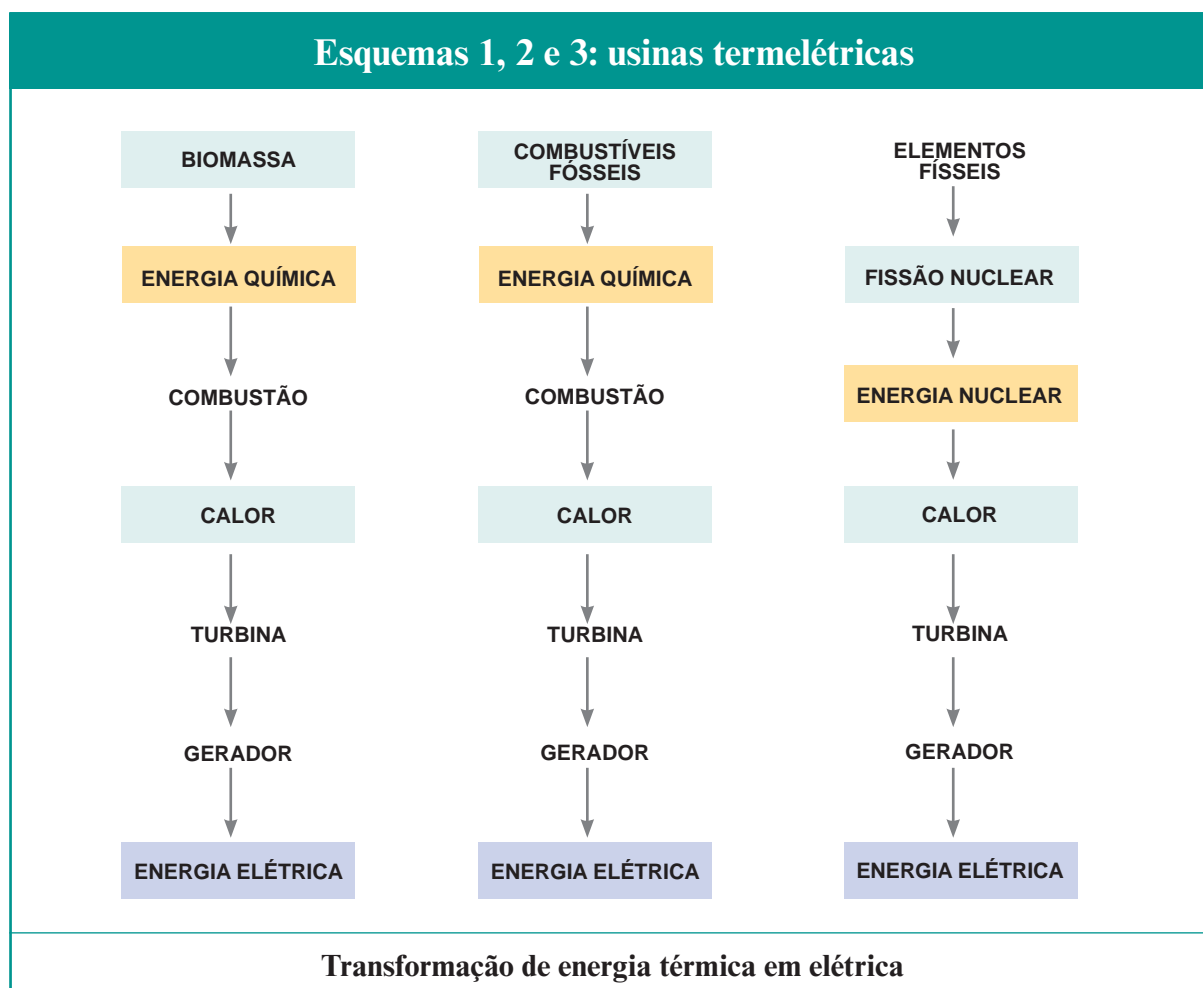 Esquemas 1, 2 e 3: usinas termelétricas
BIOMASSA
ENERGIA QUÍMICA
COMBUSTÃO
CALOR
TURBINA
GERADOR
ENERGIA ELÉTRICA
COMBUSTÍVEIS
FÓSSEIS
ENERGIA QUÍMICA
COMBUSTÃO
CALOR
TURBINA
GERADOR
ENERGIA ELÉTRICA
ELEMENTOS
FÍSSEIS
FISSÃO NUCLEAR
ENERGIA NUCLEAR
CALOR
TURBINA
GERADOR
ENERGIA ELÉTRICA
Transformação de energia térmica em elétrica